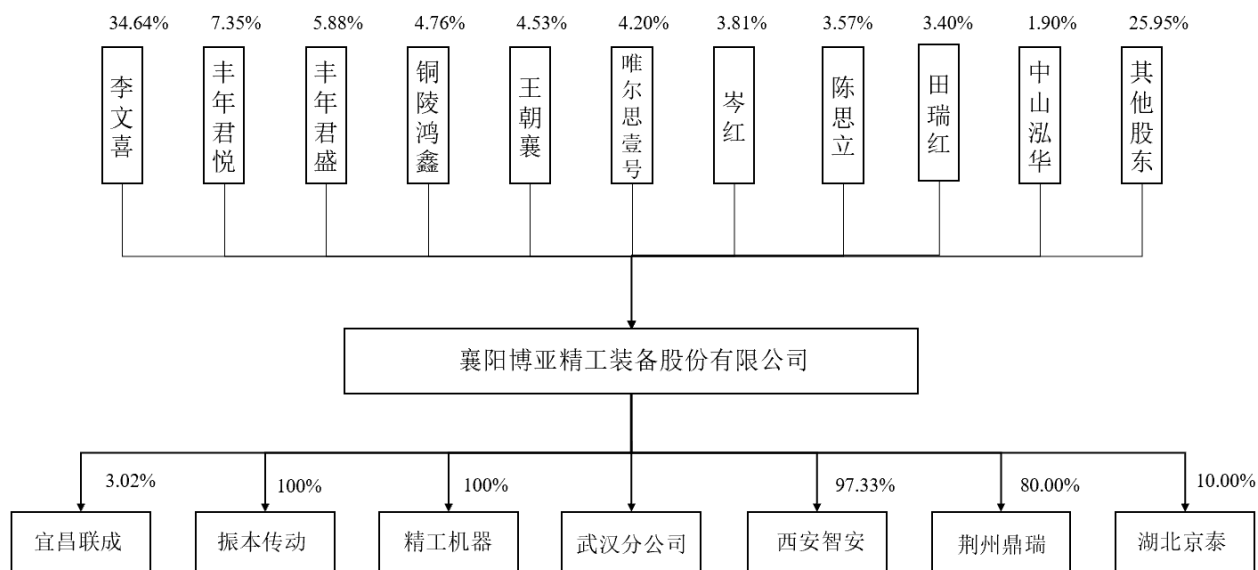 34.64% 7.35% 5.88% 4.76% 4.53% 4.20% 3.81% 3.57% 3.40% 1.90% 25.95%
李文喜
丰年君悦
丰年君盛
铜陵鸿鑫
王朝襄
唯尔思壹号
岑红
陈思立
田瑞红
中山泓华
其他股东
襄阳博亚精工装备股份有限公司
3.02% 100% 100% 97.33% 80.00% 10.00%
宜昌联成 振本传动 精工机器 武汉分公司 西安智安 荆州鼎瑞 湖北京泰